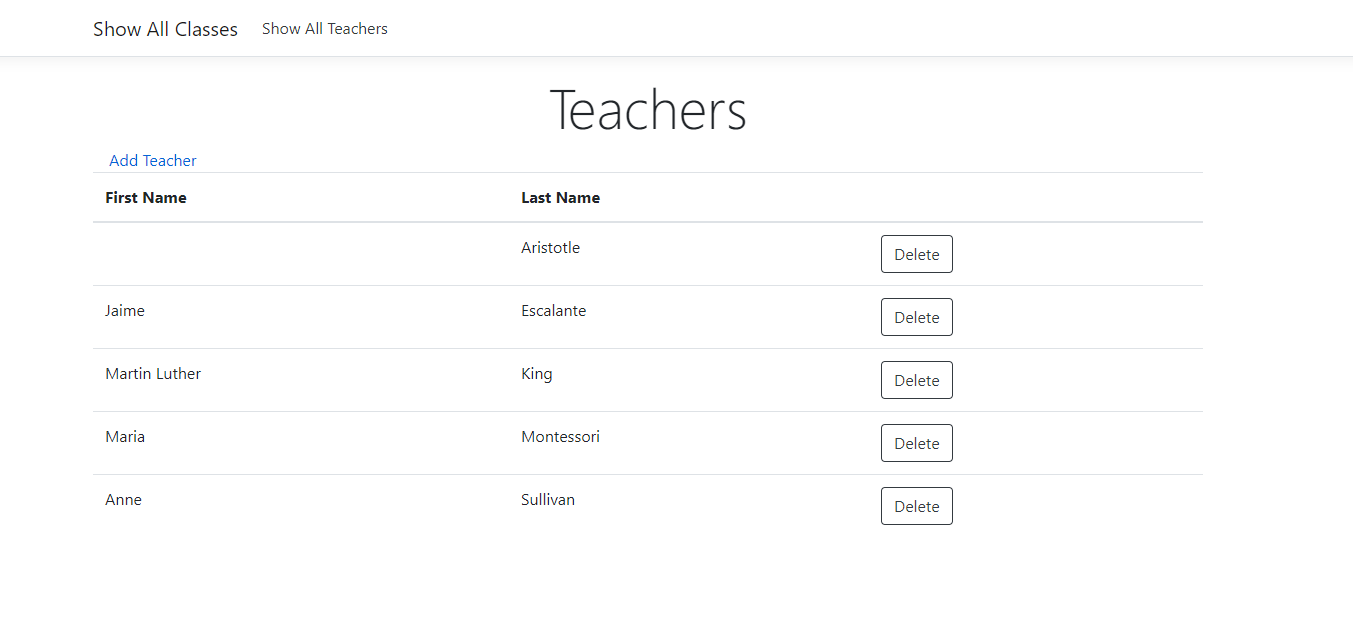 Show All Classes Show All Teachers
Teachers
Add Teacher
First Name Last Name
Aristotle Delete
Jaime Escalante Delete
Martin Luther King Delete
Maria Montessori Delete
Anne Sullivan Delete